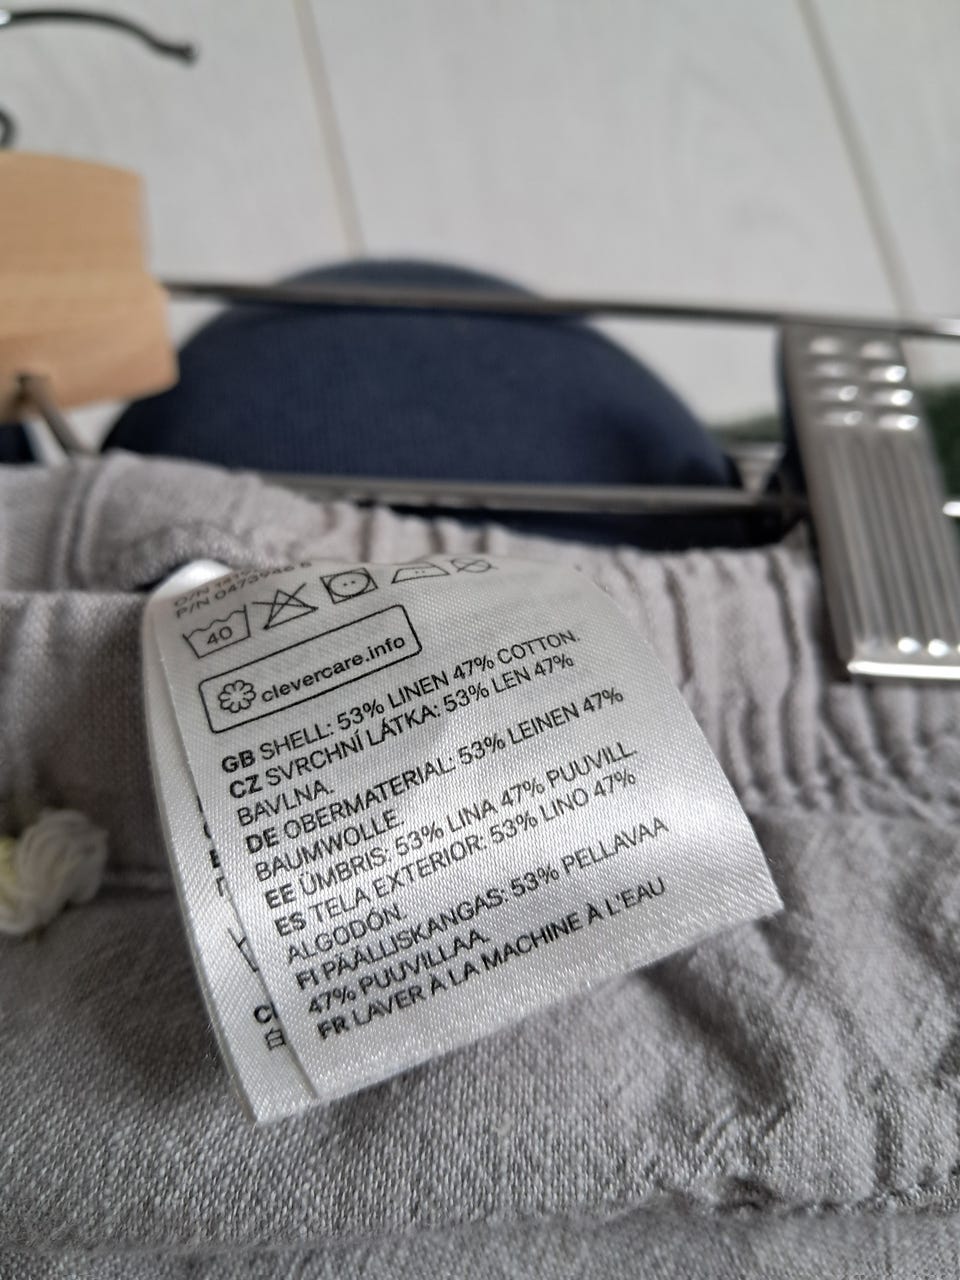 40
clevercare.info
GB SHELL: 53% LINEN 47% COTTON.
CZ SVRCHNÍ LÁTKA: 53% LEN 47%
BAVLNA.
DE OBERMATERIAL: 53% LEINEN 47%
BAUMWOLLE.
EE ÜMBRIS: 53% LINA 47% PUUVILL.
ES TELA EXTERIOR: 53% LINO 47%
ALGODÓN.
FI PÄÄLLISKANGAS: 53% PELLAVAA
47% PUUVILLAA.
FR LAVER À LA MACHINE À L'EAU